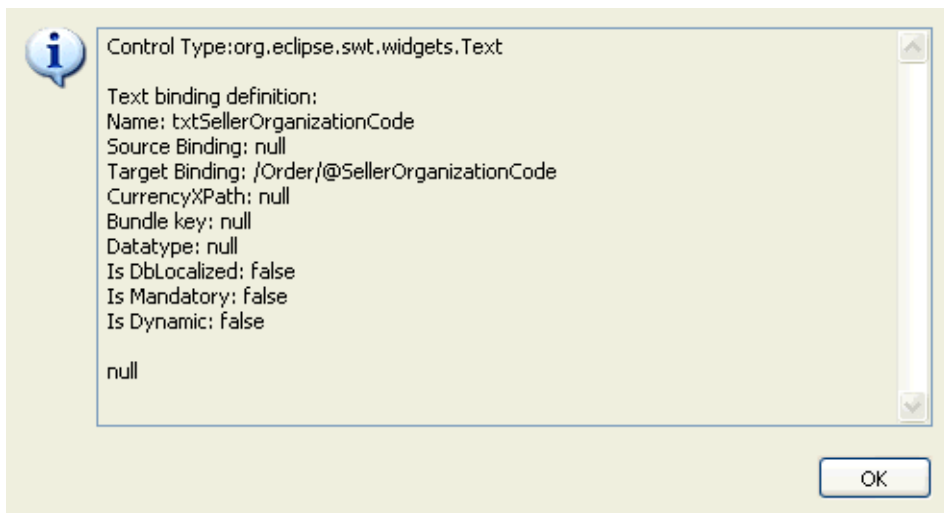 Control Type:org.eclipse.swt.widgets.Text
Text binding definition:
Name: txtSellerOrganizationCode
Source Binding: null
Target Binding: /Order/@SellerOrganizationCode
CurrencyXPath: null
Bundle key: null
Datatype: null
Is DbLocalized: false
Is Mandatory: false
Is Dynamic: false
null
OK